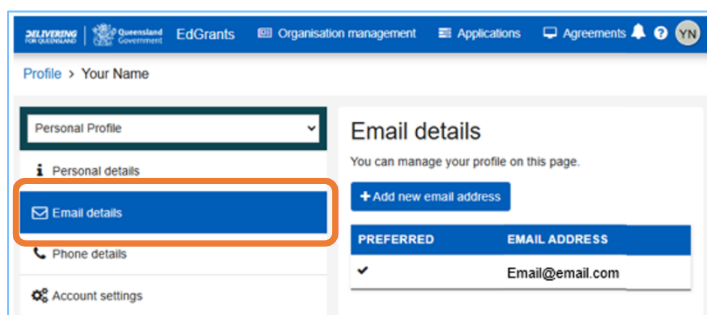 DELIVERING
FOR QUEENSLAND
Queensland
Government
EdGrants
Organisation management
Applications
Agreements
YN
Profile > Your Name
Personal Profile
Personal details
Email details
Phone details
Account settings
Email details
You can manage your profile on this page.
+ Add new email address
PREFERRED EMAIL ADDRESS
✔ Email@email.com